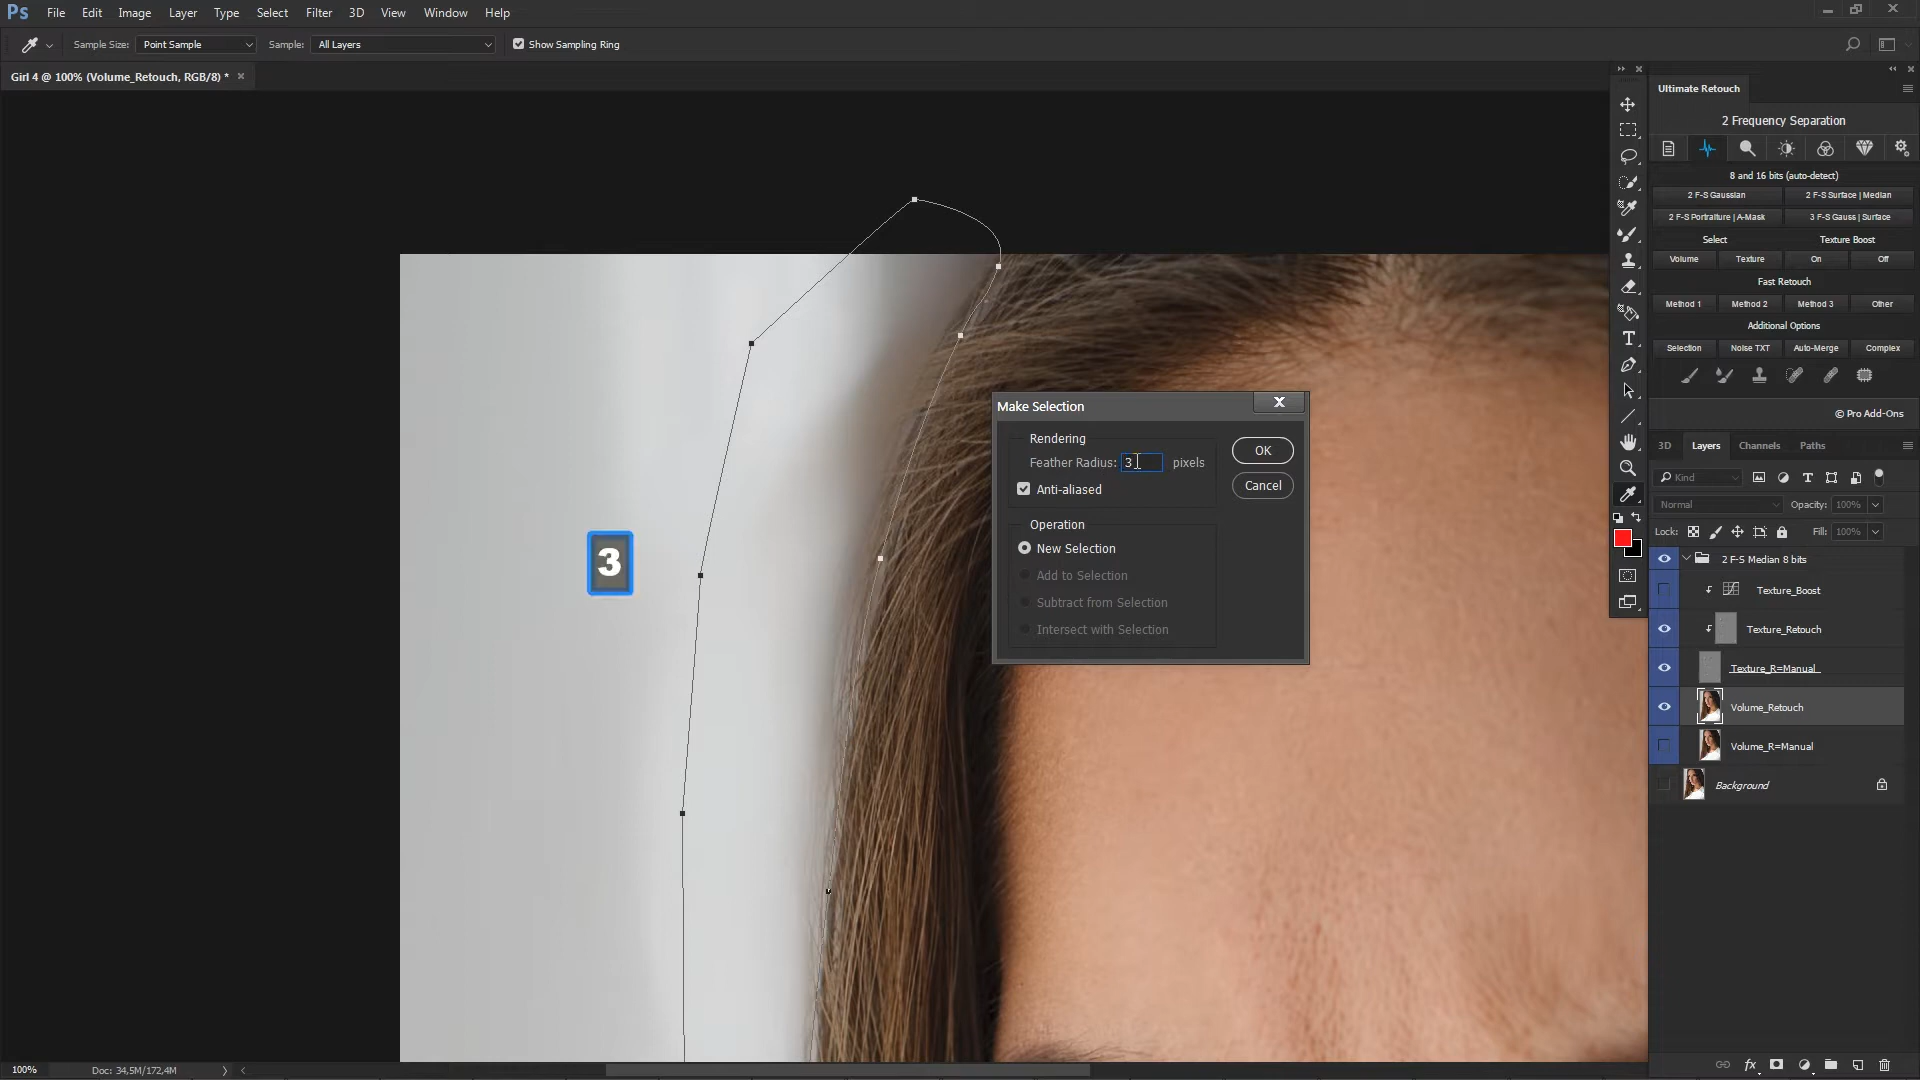 Ps File Edit Image Layer Type Select Filter 3D View Window Help
Sample Size: Point Sample Sample: All Layers Show Sampling Ring
Girl 4 @ 100% (Volume_Retouch, RGB/8) *
Ultimate Retouch
2 Frequency Separation
8 and 16 bits (auto-detect)
2 F-S Gaussian 2 F-S Surface | Median
2 F-S Portraiture | A-Mask 3 F-S Gauss | Surface
Select Texture Boost
Volume Texture On Off
Fast Retouch
Method 1 Method 2 Method 3 Other
Additional Options
Selection Noise TXT Auto-Merge Complex
© Pro Add-Ons
3D Layers Channels Paths
Kind
Normal Opacity: 100%
Lock: Fill: 100%
2 F-S Median 8 bits
Texture_Boost
Texture_Retouch
Texture_R=Manual
Volume_Retouch
Volume_R=Manual
Background
Make Selection
Rendering
Feather Radius: 3 pixels
Anti-aliased
OK
Cancel
Operation
New Selection
Add to Selection
Subtract from Selection
Intersect with Selection
3
100% Doc: 34,5M/172,4M